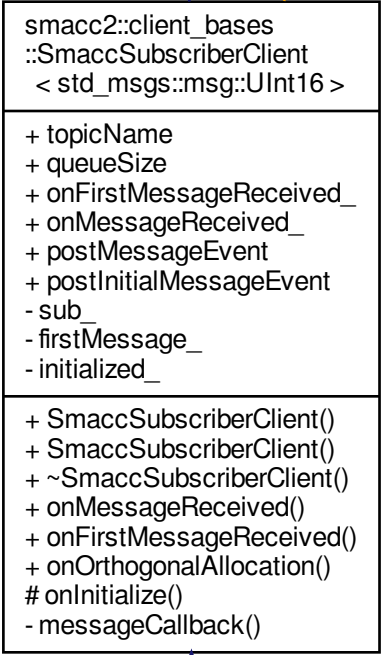 smacc2::client_bases
::SmaccSubscriberClient
< std_msgs::msg::UInt16 >
+ topicName
+ queueSize
+ onFirstMessageReceived_
+ onMessageReceived_
+ postMessageEvent
+ postInitialMessageEvent
- sub_
- firstMessage_
- initialized_
+ SmaccSubscriberClient()
+ SmaccSubscriberClient()
+ ~SmaccSubscriberClient()
+ onMessageReceived()
+ onFirstMessageReceived()
+ onOrthogonalAllocation()
# onInitialize()
- messageCallback()